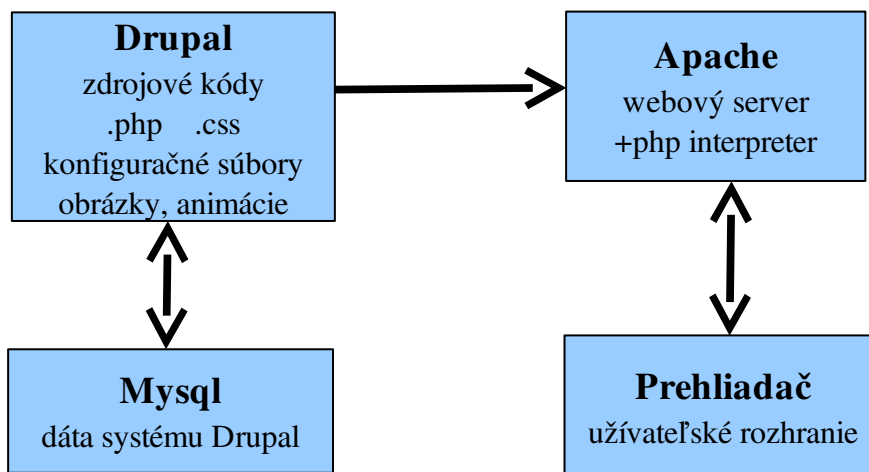 Drupal
zdrojové kódy
.php .css
konfiguračné súbory
obrázky, animácie
Apache
webový server
+php interpreter
Mysql
dáta systému Drupal
Prehliadač
užívateľské rozhranie